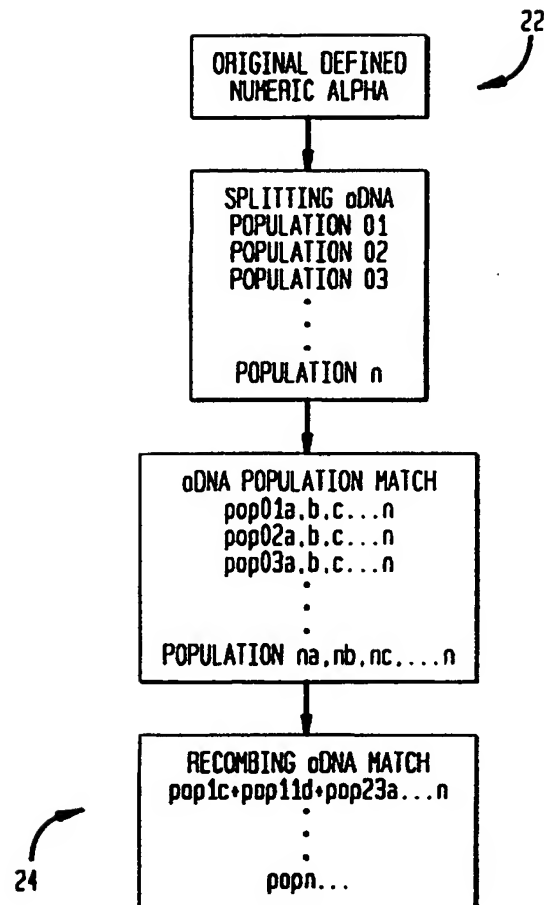 22
ORIGINAL DEFINED
NUMERIC ALPHA
SPLITTING oDNA
POPULATION 01
POPULATION 02
POPULATION 03
.
.
.
POPULATION n
oDNA POPULATION MATCH
pop01a,b,c...n
pop02a,b,c...n
pop03a,b,c...n
.
.
.
POPULATION na,nb,nc,....n
RECOMBING oDNA MATCH
pop1c+pop11d+pop23a...n
.
.
.
popn...
24